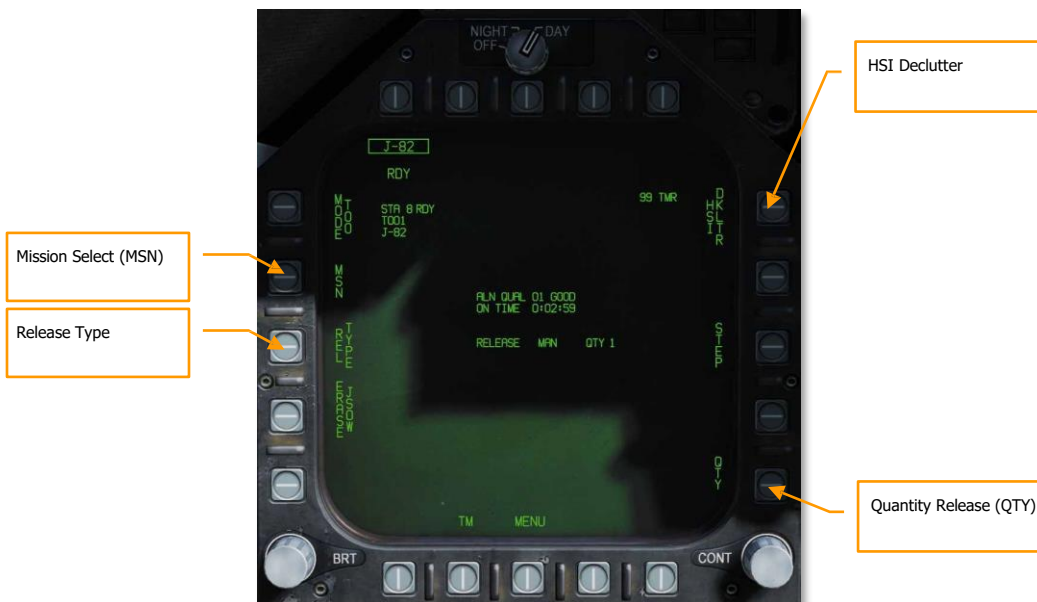 NIGHT DAY
OFF
HSI Declutter
J-82
RDY
MODE
TOO
STA 8 RDY
TOO1
J-82
99 TMR
HSI
DKLTR
Mission Select (MSN)
MSN
ALN QUAL 01 GOOD
ON TIME 0:02:59
Release Type
REL
TYPE
RELEASE MAN QTY 1
STEP
ERASE
JSOW
QTY
Quantity Release (QTY)
TM MENU
BRT
CONT